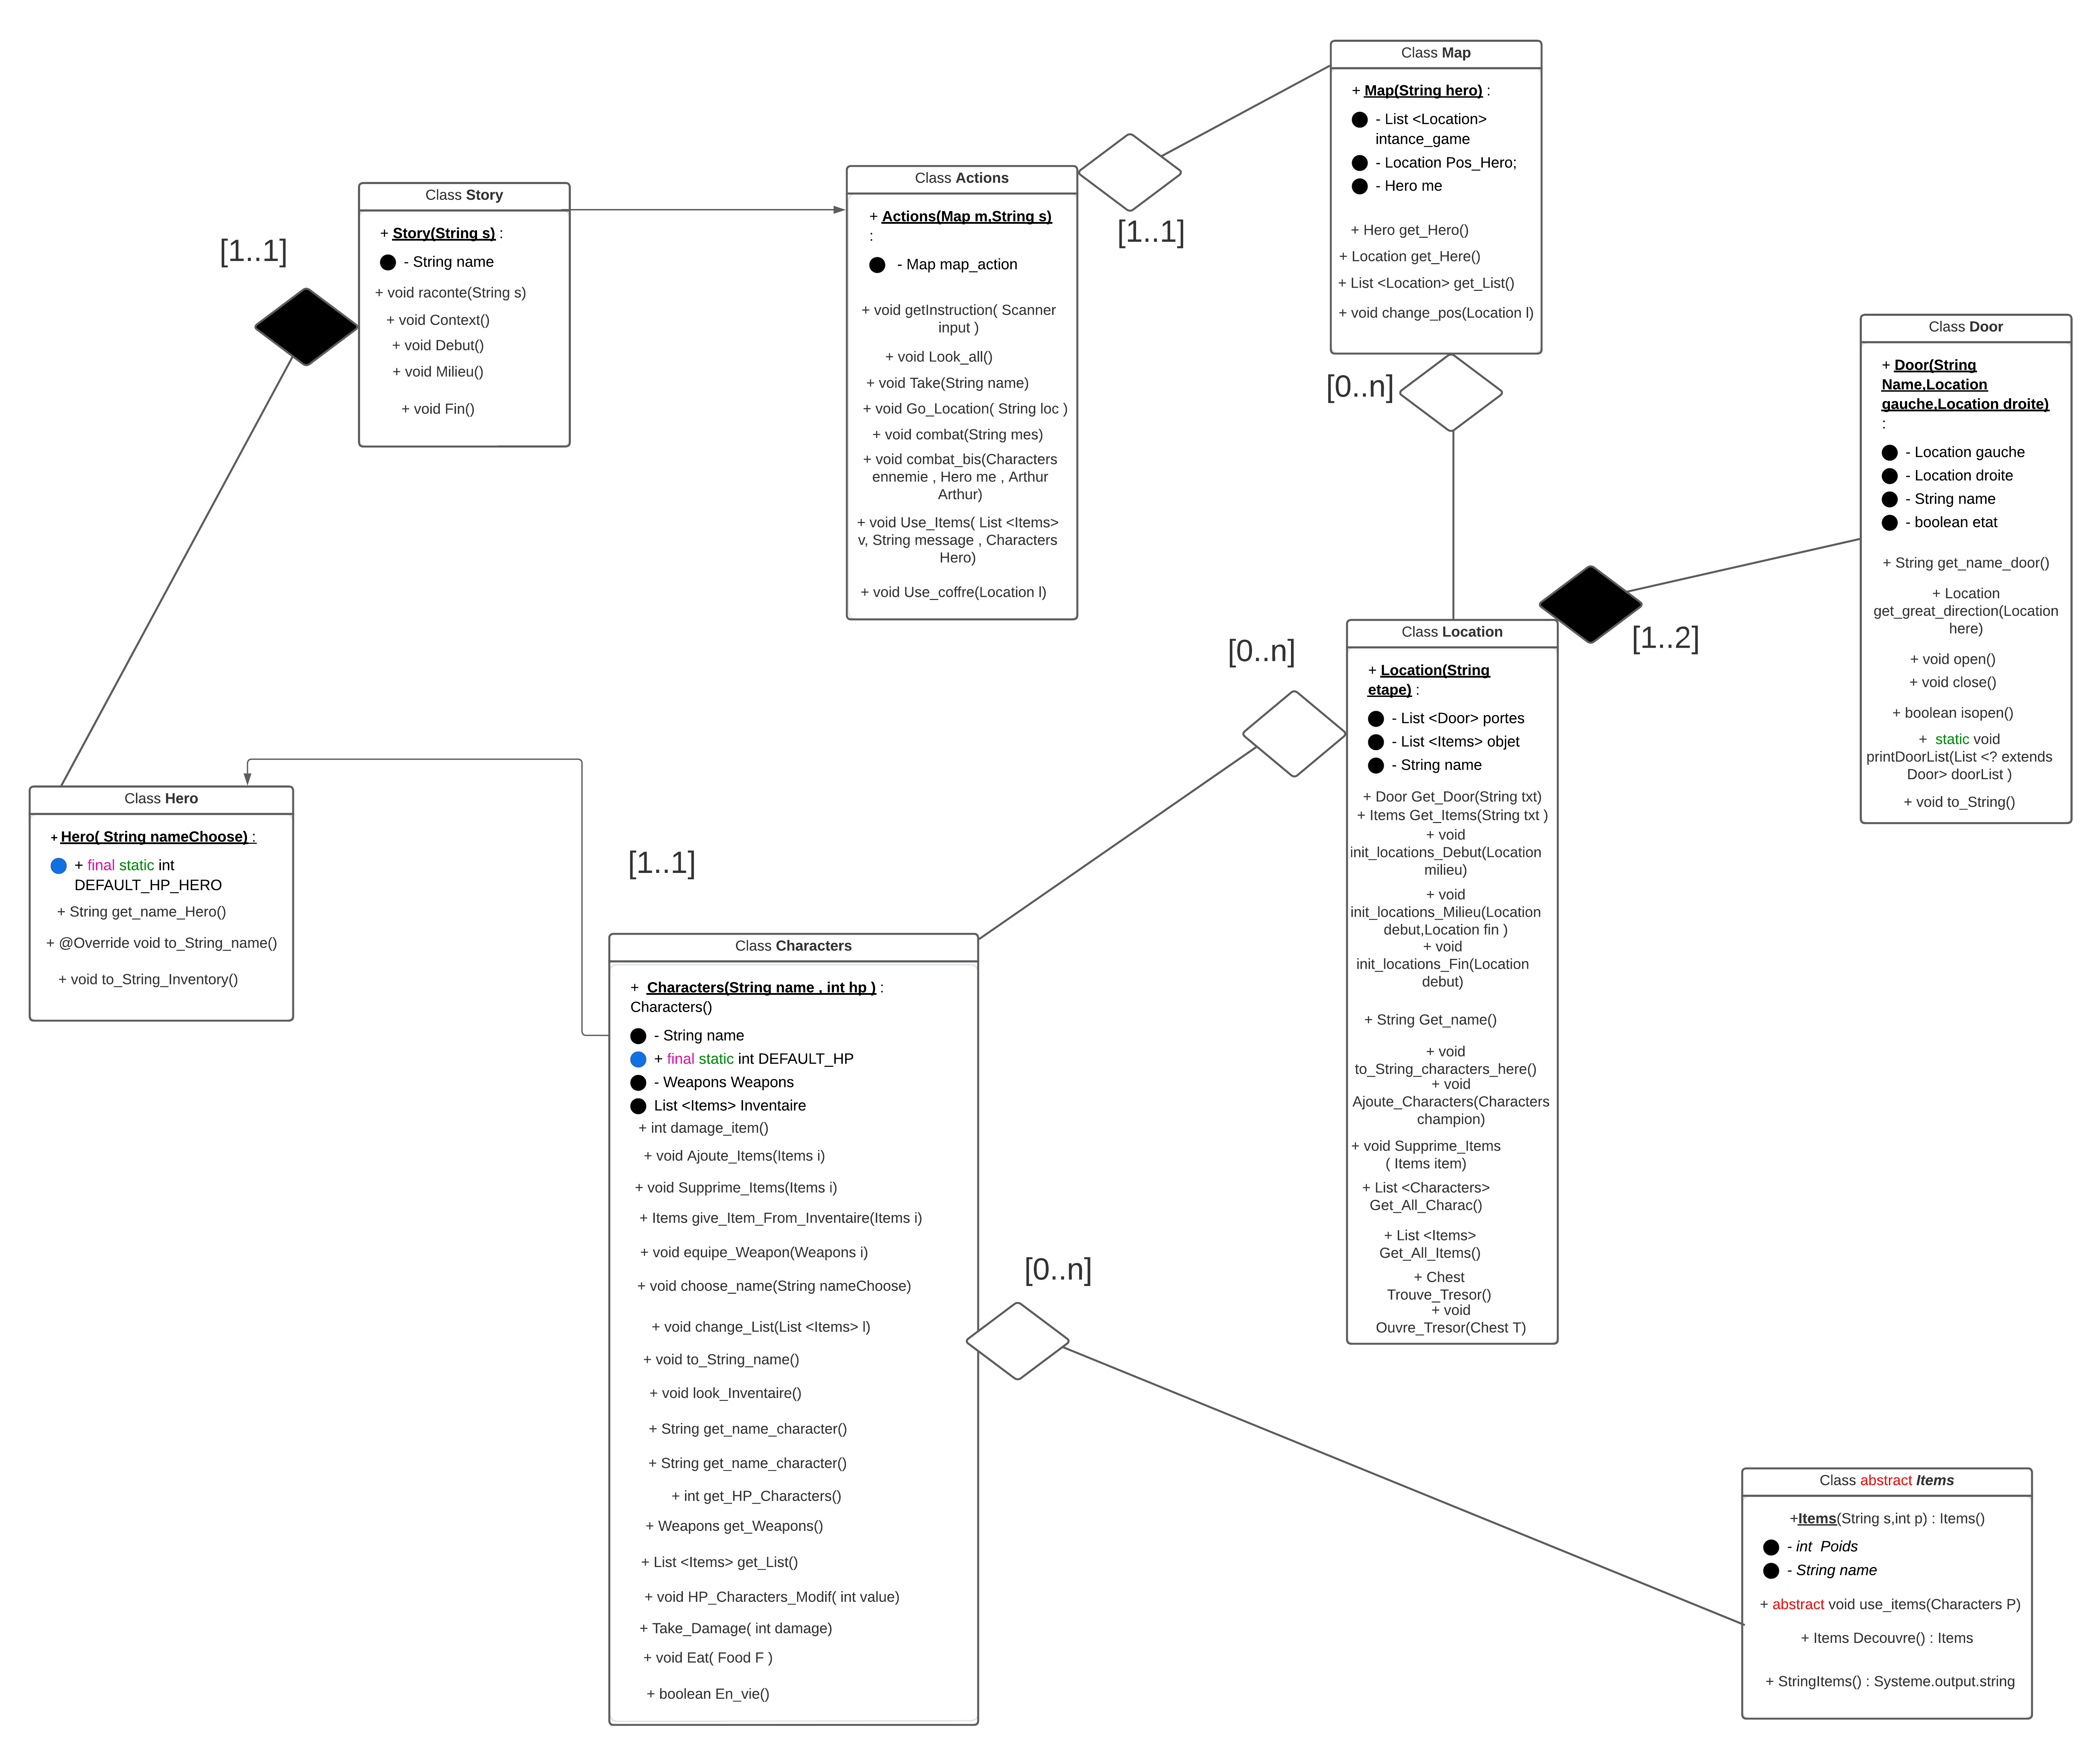 Class Map
+ Map(String hero) :
- List <Location>
intance_game
- Location Pos_Hero;
- Hero me
+ Hero get_Hero()
+ Location get_Here()
+ List <Location> get_List()
+ void change_pos(Location l)
[1..1]
Class Actions
+ Actions(Map m,String s)
:
- Map map_action
+ void getInstruction( Scanner
input )
+ void Look_all()
+ void Take(String name)
+ void Go_Location( String loc )
+ void combat(String mes)
+ void combat_bis(Characters
ennemie , Hero me , Arthur
Arthur)
+ void Use_Items( List <Items>
v, String message , Characters
Hero)
+ void Use_coffre(Location l)
Class Story
+ Story(String s) :
- String name
+ void raconte(String s)
+ void Context()
+ void Debut()
+ void Milieu()
+ void Fin()
[1..1]
[0..n]
Class Door
+ Door(String
Name,Location
gauche,Location droite)
:
- Location gauche
- Location droite
- String name
- boolean etat
+ String get_name_door()
+ Location
get_great_direction(Location
here)
+ void open()
+ void close()
+ boolean isopen()
+ static void
printDoorList(List <? extends
Door> doorList )
+ void to_String()
[1..2]
[0..n]
Class Location
+ Location(String
etape) :
- List <Door> portes
- List <Items> objet
- String name
+ Door Get_Door(String txt)
+ Items Get_Items(String txt )
+ void
init_locations_Debut(Location
milieu)
+ void
init_locations_Milieu(Location
debut,Location fin )
+ void
init_locations_Fin(Location
debut)
+ String Get_name()
+ void
to_String_characters_here()
+ void
Ajoute_Characters(Characters
champion)
+ void Supprime_Items
( Items item)
+ List <Characters>
Get_All_Charac()
+ List <Items>
Get_All_Items()
+ Chest
Trouve_Tresor()
+ void
Ouvre_Tresor(Chest T)
Class Hero
+ Hero( String nameChoose) :
+ final static int
DEFAULT_HP_HERO
+ String get_name_Hero()
+ @Override void to_String_name()
+ void to_String_Inventory()
[1..1]
Class Characters
+ Characters(String name , int hp ) :
Characters()
- String name
+ final static int DEFAULT_HP
- Weapons Weapons
List <Items> Inventaire
+ int damage_item()
+ void Ajoute_Items(Items i)
+ void Supprime_Items(Items i)
+ Items give_Item_From_Inventaire(Items i)
+ void equipe_Weapon(Weapons i)
+ void choose_name(String nameChoose)
+ void change_List(List <Items> l)
+ void to_String_name()
+ void look_Inventaire()
+ String get_name_character()
+ String get_name_character()
+ int get_HP_Characters()
+ Weapons get_Weapons()
+ List <Items> get_List()
+ void HP_Characters_Modif( int value)
+ Take_Damage( int damage)
+ void Eat( Food F )
+ boolean En_vie()
[0..n]
Class abstract Items
+Items(String s,int p) : Items()
- int Poids
- String name
+ abstract void use_items(Characters P)
+ Items Decouvre() : Items
+ StringItems() : Systeme.output.string